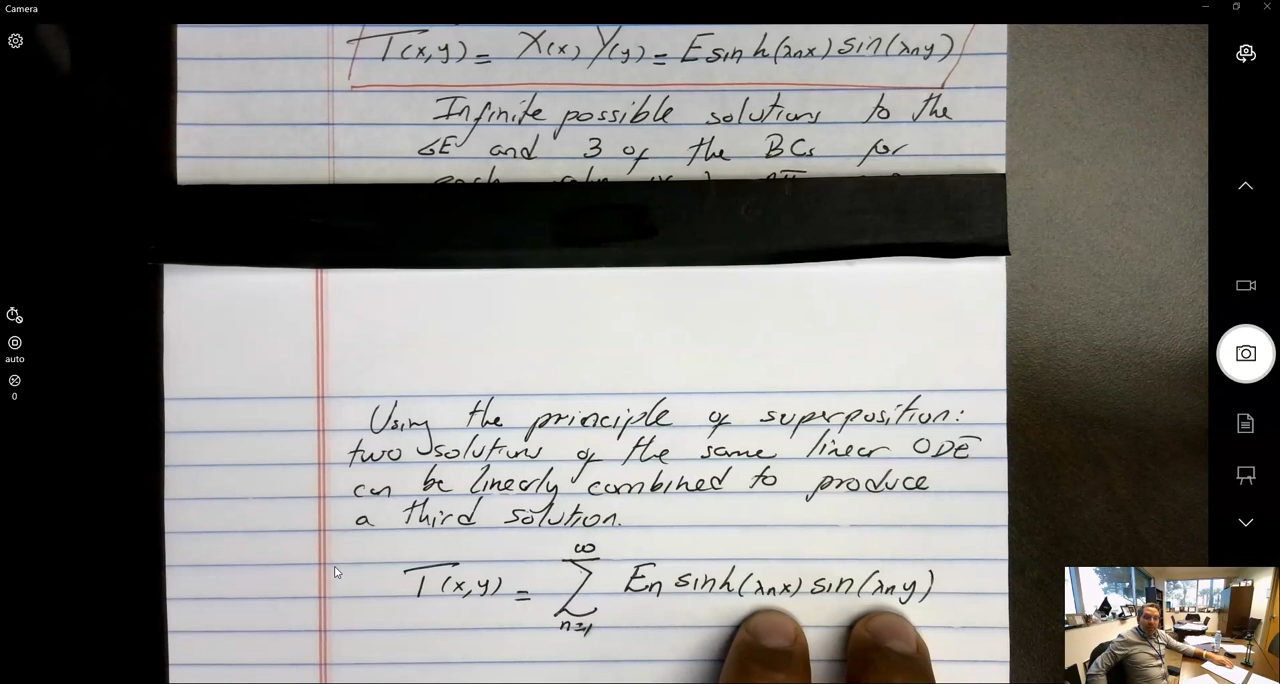 Camera
T(x,y) = X(x) Y(y) = E sinh(λnx) sin(λny)
Infinite possible solutions to the
GE and 3 of the BCs for
each
auto
0
Using the principle of superposition:
two solutions of the same linear ODE
can be linearly combined to produce
a third solution.
∞
T(x,y) = ∑ En sinh(λnx) sin(λny)
n=1